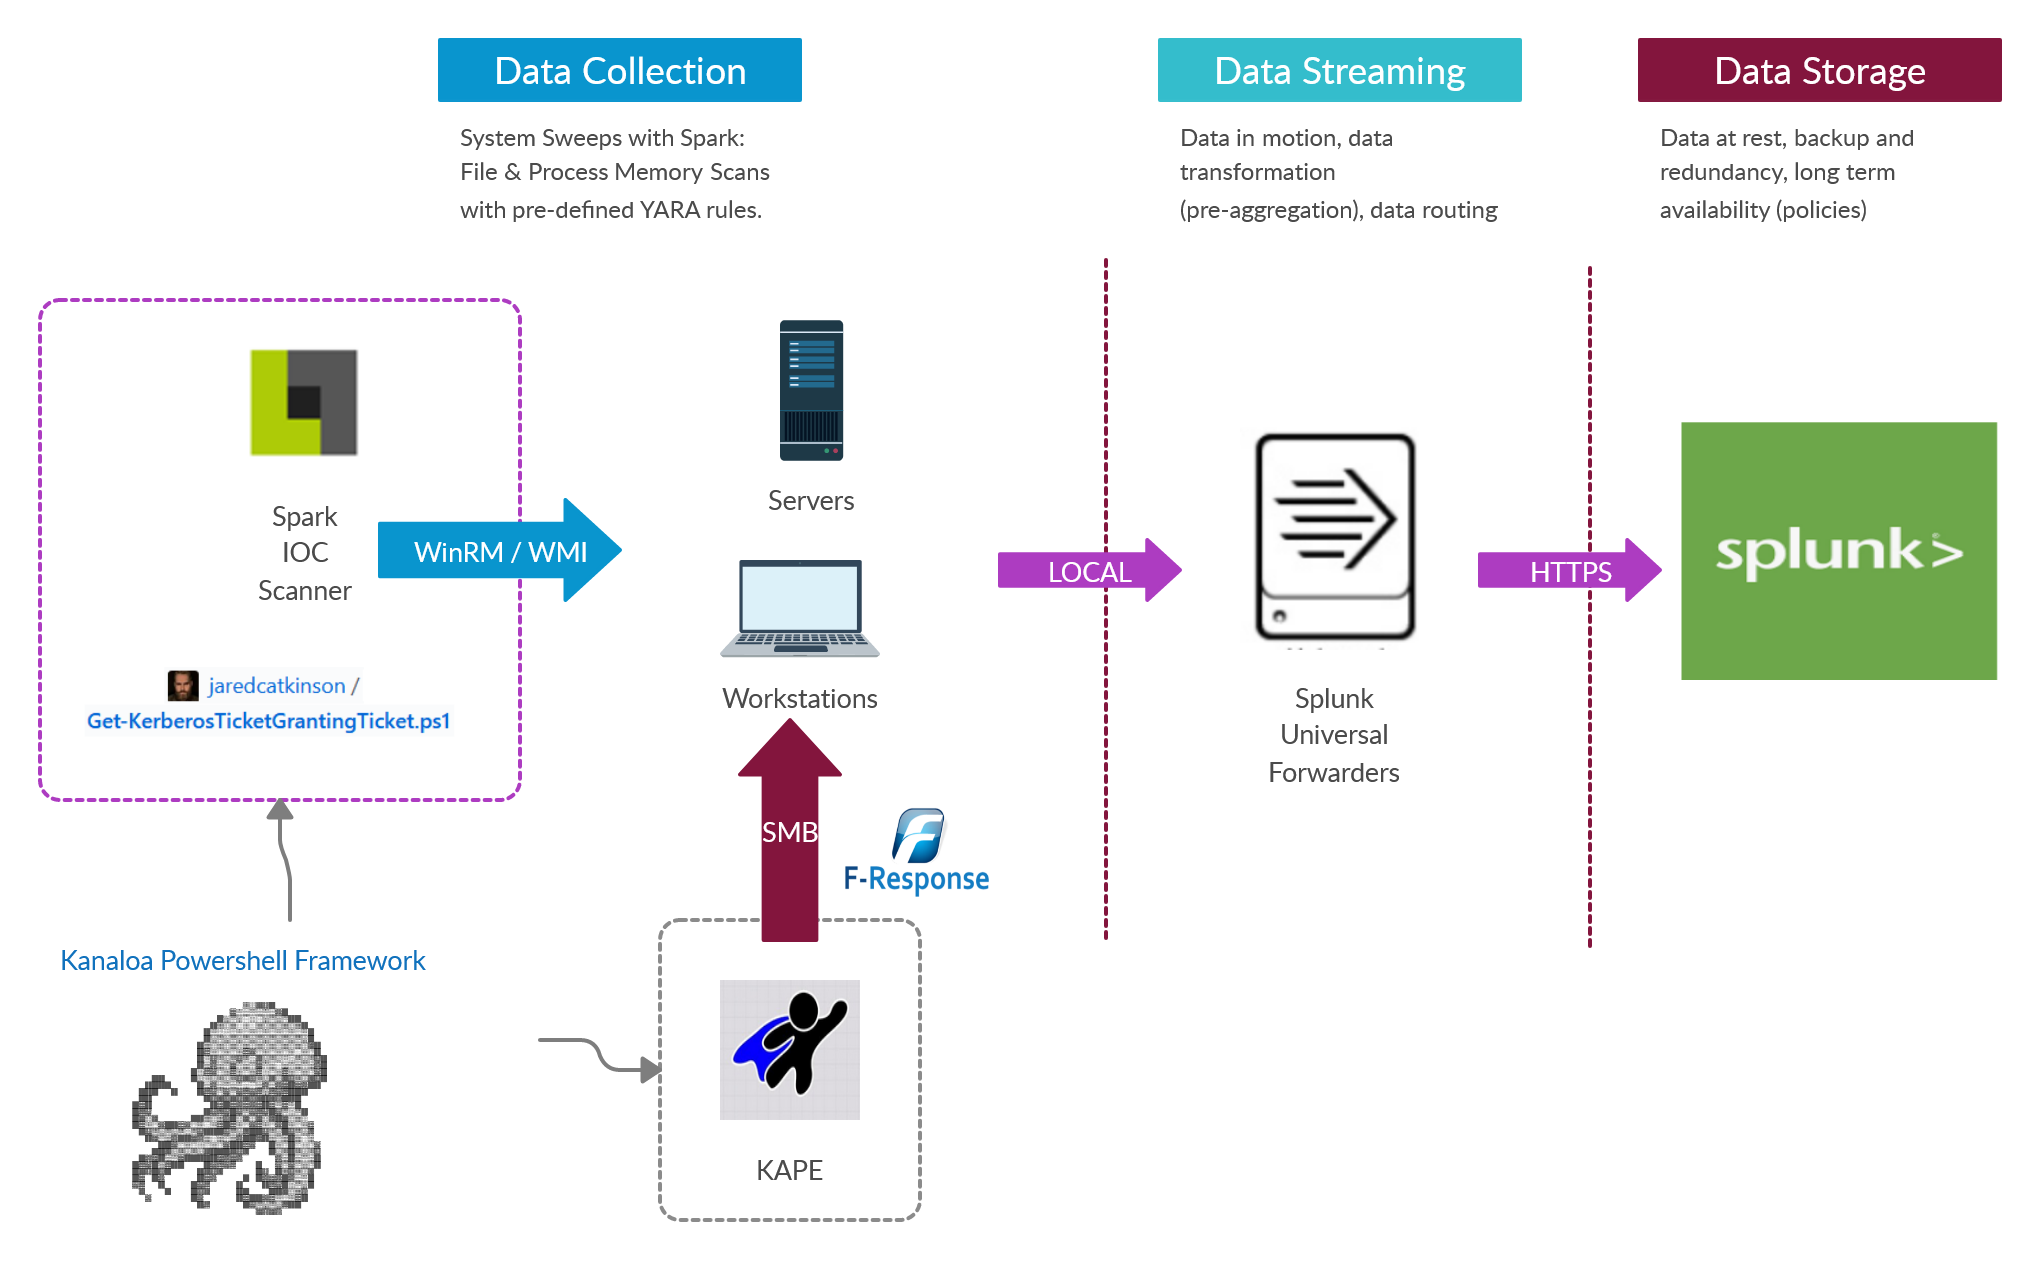 Data Collection
Data Streaming
Data Storage
System Sweeps with Spark:
File & Process Memory Scans
with pre-defined YARA rules.
Data in motion, data
transformation
(pre-aggregation), data routing
Data at rest, backup and
redundancy, long term
availability (policies)
Spark
IOC
Scanner
WinRM / WMI
jaredcatkinson /
Get-KerberosTicketGrantingTicket.ps1
Servers
Workstations
LOCAL
Splunk
Universal
Forwarders
HTTPS
splunk>
SMB
F-Response
Kanaloa Powershell Framework
KAPE